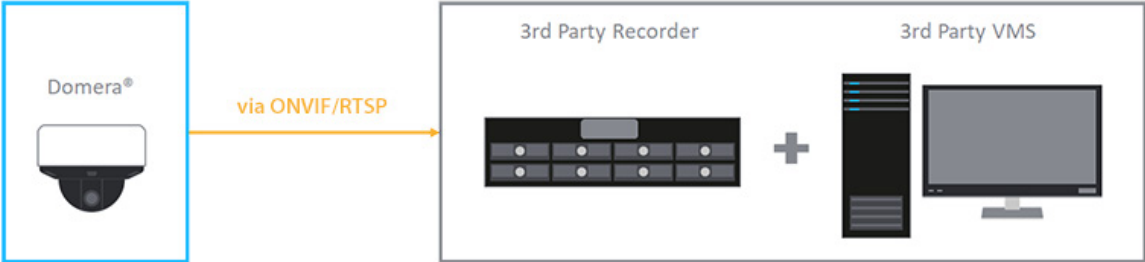 3rd Party Recorder
3rd Party VMS
Domera®
via ONVIF/RTSP